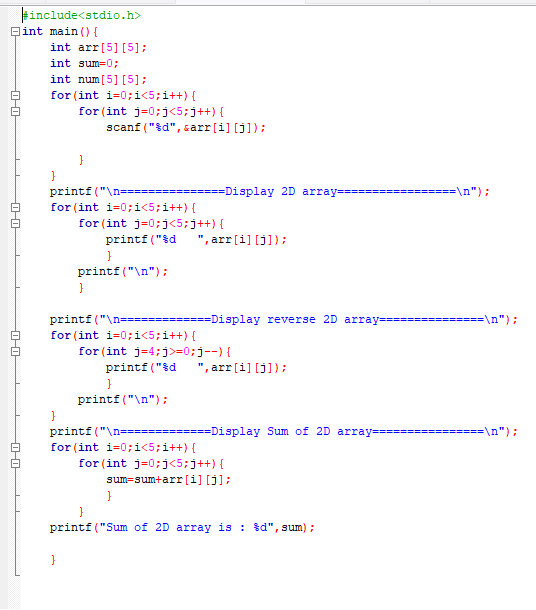 #include<stdio.h>
int main(){
    int arr[5][5];
    int sum=0;
    int num[5][5];
    for(int i=0;i<5;i++){
        for(int j=0;j<5;j++){
            scanf("%d",&arr[i][j]);
        }
    }
    printf("\n===============Display 2D array=================\n");
    for(int i=0;i<5;i++){
        for(int j=0;j<5;j++){
            printf("%d   ",arr[i][j]);
            }
        printf("\n");
        }
    printf("\n=============Display reverse 2D array===============\n");
    for(int i=0;i<5;i++){
        for(int j=4;j>=0;j--){
            printf("%d   ",arr[i][j]);
            }
        printf("\n");
    }
    printf("\n=============Display Sum of 2D array================\n");
    for(int i=0;i<5;i++){
        for(int j=0;j<5;j++){
            sum=sum+arr[i][j];
            }
        }
    printf("Sum of 2D array is : %d",sum);
    }